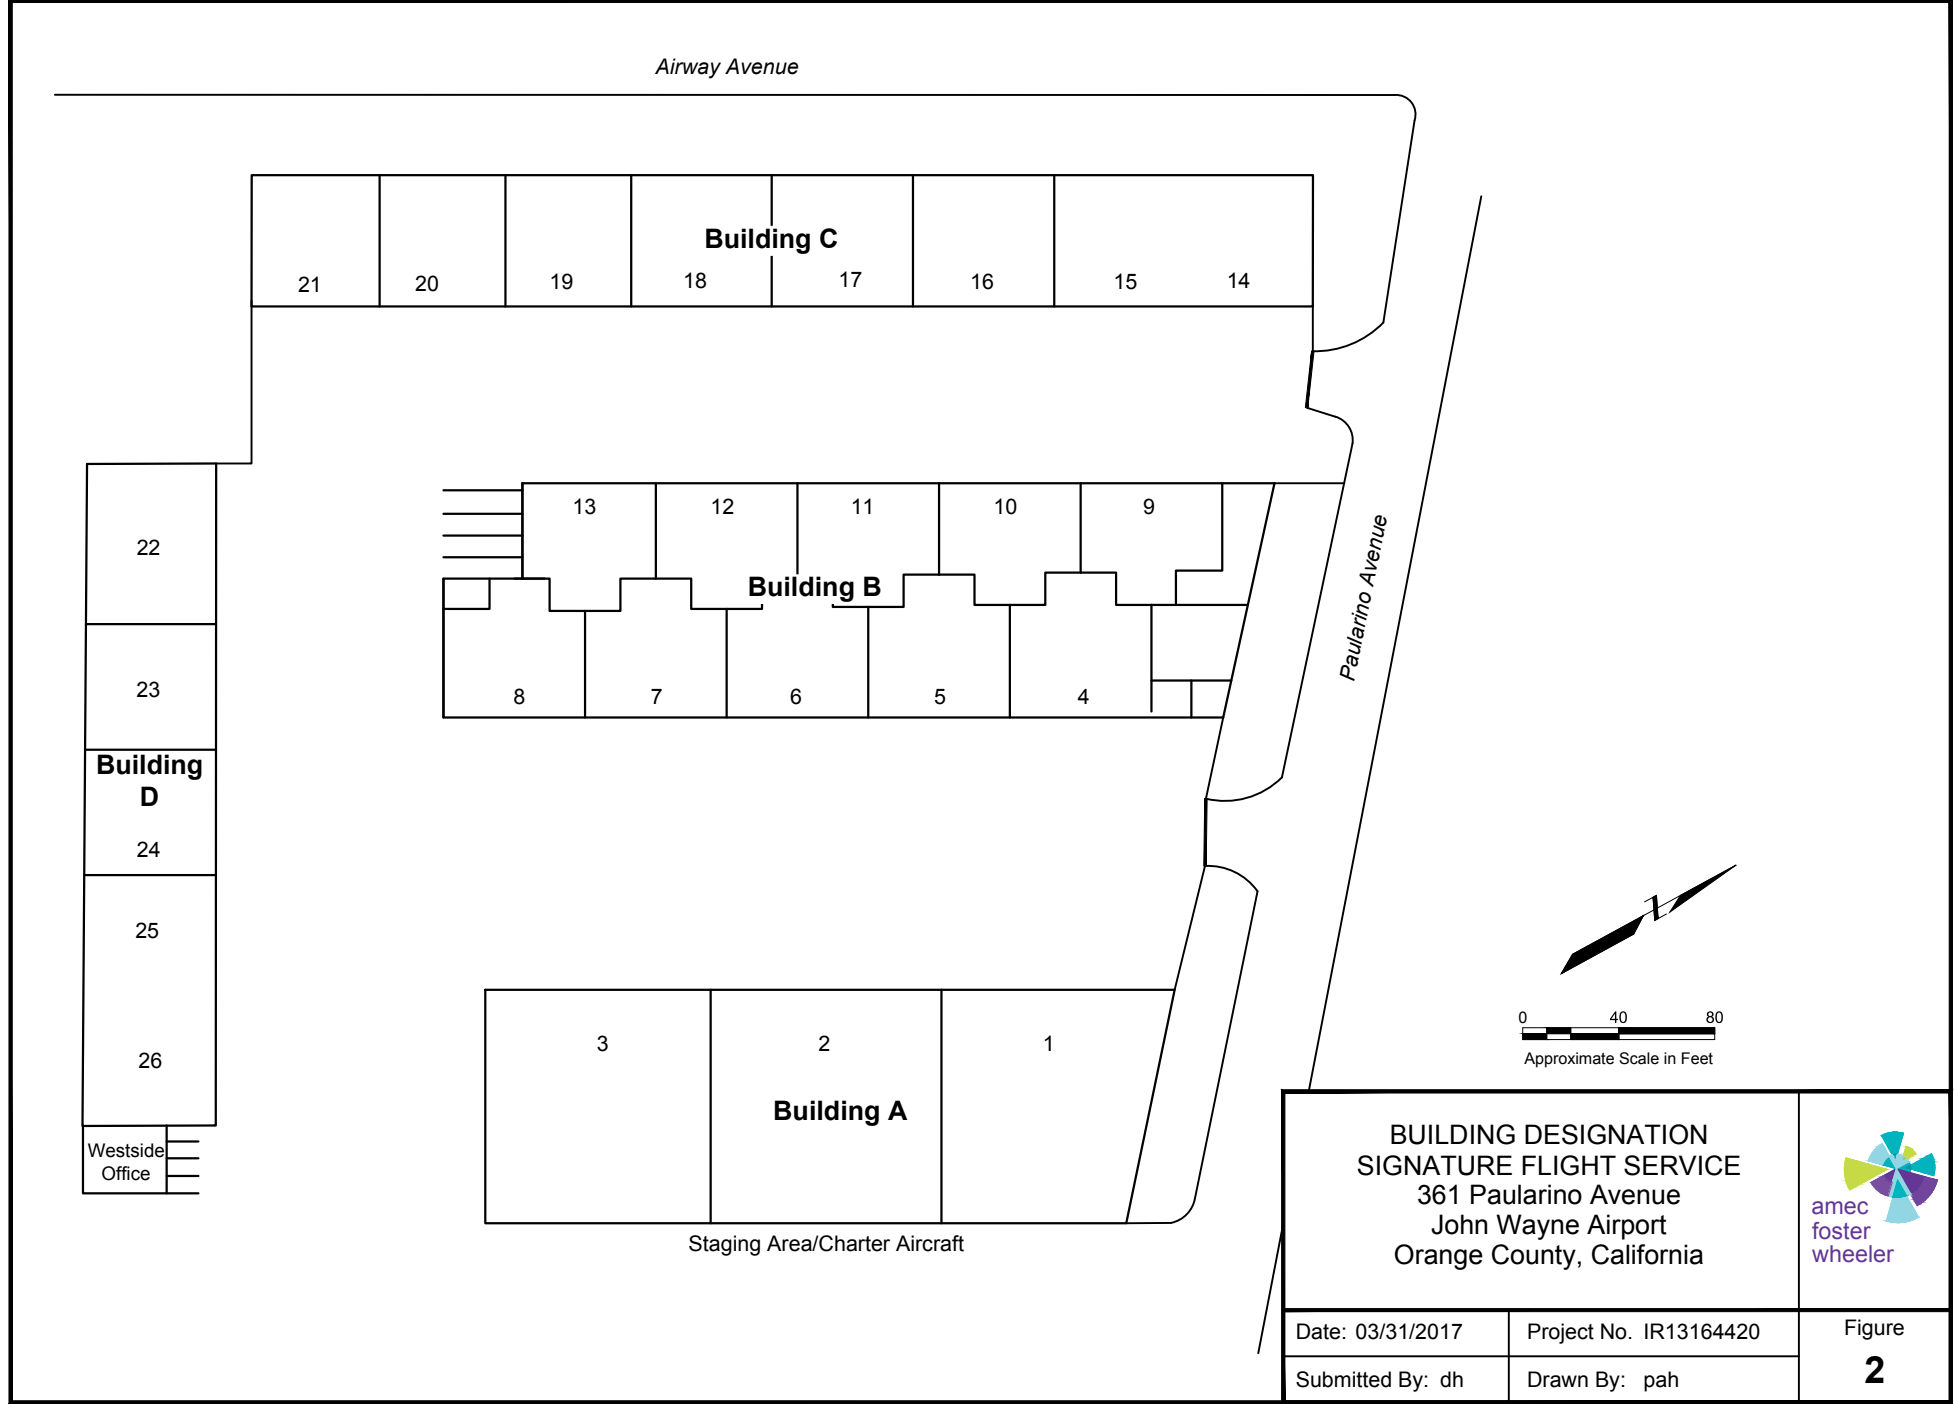 Airway Avenue
Building C
21
20
19
18
17
16
15
14
13
12
11
10
9
Building B
8
7
6
5
4
Paularino Avenue
22
23
Building
D
24
25
26
Westside
Office
3
2
1
Building A
Staging Area/Charter Aircraft
Z
0 40 80
Approximate Scale in Feet
BUILDING DESIGNATION
SIGNATURE FLIGHT SERVICE
361 Paularino Avenue
John Wayne Airport
Orange County, California
amec
foster
wheeler
Date: 03/31/2017
Project No. IR13164420
Submitted By: dh
Drawn By: pah
Figure
2